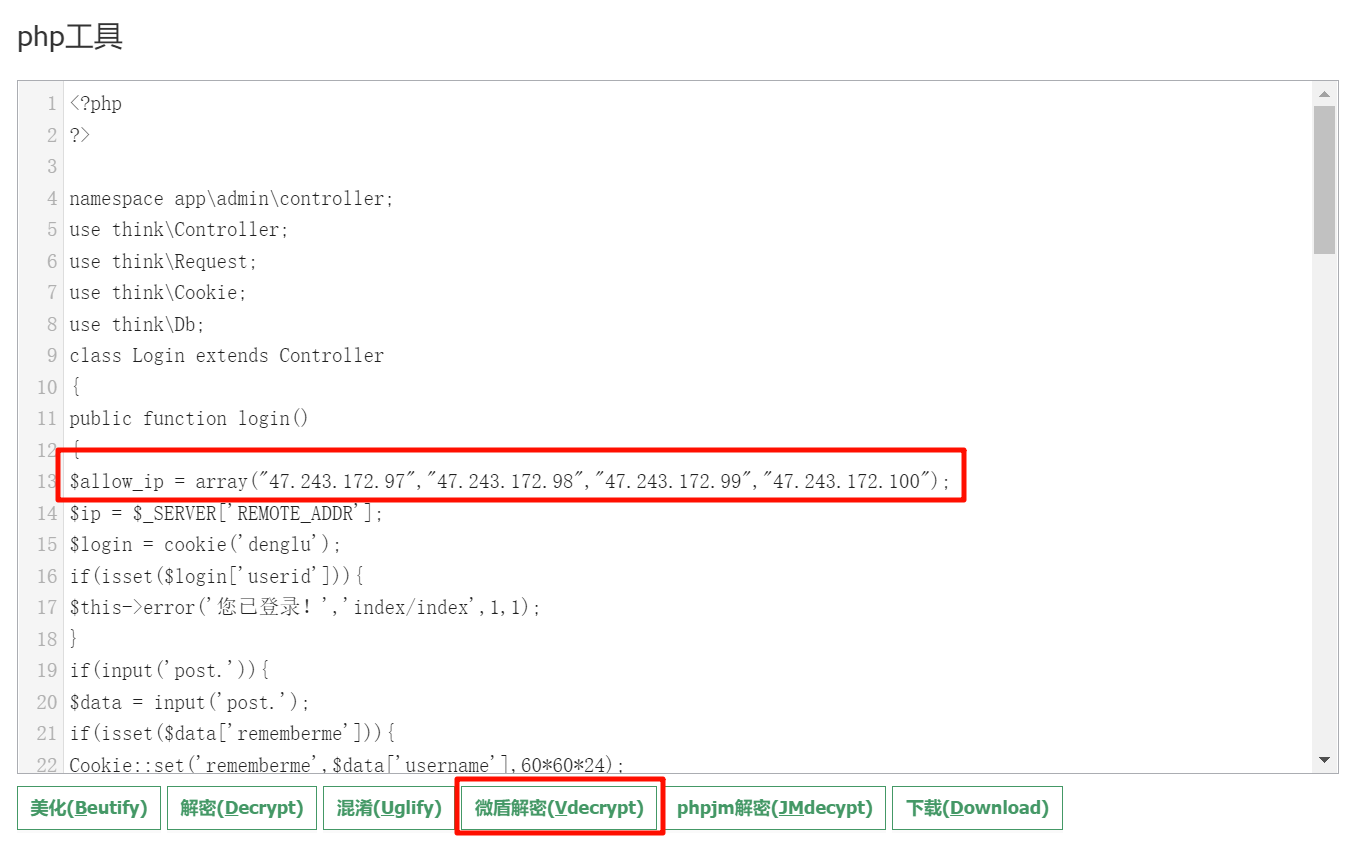 php工具
1 <?php
2 ?>
3
4 namespace app\admin\controller;
5 use think\Controller;
6 use think\Request;
7 use think\Cookie;
8 use think\Db;
9 class Login extends Controller
10 {
11 public function login()
12 {
13 $allow_ip = array("47.243.172.97","47.243.172.98","47.243.172.99","47.243.172.100");
14 $ip = $_SERVER['REMOTE_ADDR'];
15 $login = cookie('denglu');
16 if(isset($login['userid'])){
17 $this->error('您已登录！','index/index',1,1);
18 }
19 if(input('post.')){
20 $data = input('post.');
21 if(isset($data['rememberme'])){
22 Cookie::set('rememberme',$data['username'],60*60*24);
美化(Beutify) 解密(Decrypt) 混淆(Uglify) 微盾解密(Vdecrypt) phpjm解密(JMdecypt) 下载(Download)